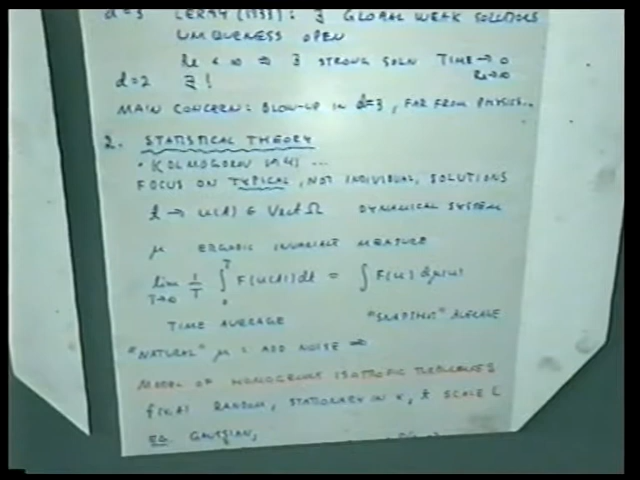 d=3 LERAY (1933): ∃ GLOBAL WEAK SOLUTIONS
UNIQUENESS OPEN
Re < ∞ ⇒ ∃ STRONG SOLN TIME → 0
Re→∞
d=2 ∃!
MAIN CONCERN: BLOW-UP IN d=3, FAR FROM PHYSICS..
2. STATISTICAL THEORY
• KOLMOGOROV 1941 ...
FOCUS ON TYPICAL, NOT INDIVIDUAL, SOLUTIONS
t → u(t) ∈ Vect Ω DYNAMICAL SYSTEM
μ ERGODIC INVARIANT MEASURE
lim T→∞ 1/T ∫₀ᵀ F(u(t))dt = ∫ F(u) dμ(u)
TIME AVERAGE "SNAPSHOT" AVERAGE
"NATURAL" μ : ADD NOISE ⇒
MODEL OF HOMOGENEOUS ISOTROPIC TURBULENCE
f(x,t) RANDOM, STATIONARY IN x, t SCALE L
EG. GAUSSIAN,